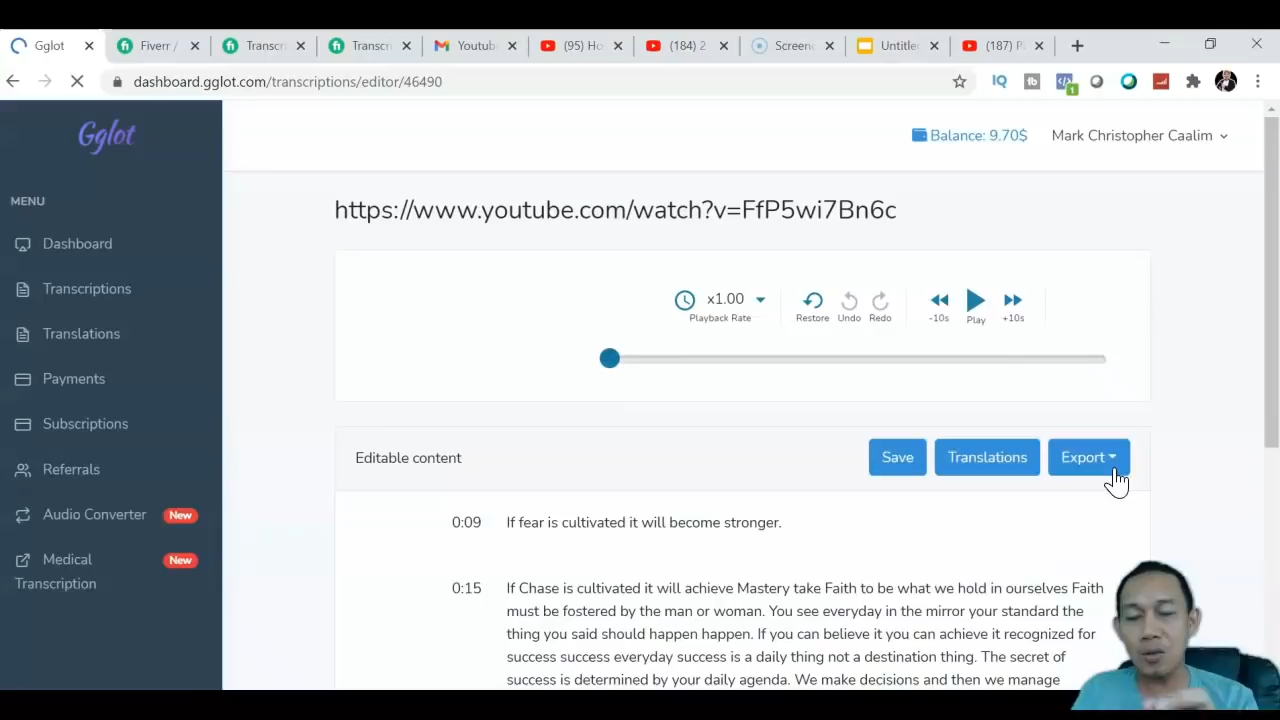 Gglot
Fiverr /
Transcr
Transcr
Youtub
(95) Ho
(184) 2
Screen
Untitle
(187) P
dashboard.gglot.com/transcriptions/editor/46490
IQ
tb
1
Gglot
Balance: 9.70$
Mark Christopher Caalim
MENU
Dashboard
Transcriptions
Translations
Payments
Subscriptions
Referrals
Audio Converter New
Medical New
Transcription
https://www.youtube.com/watch?v=FfP5wi7Bn6c
x1.00
Playback Rate
Restore
Undo
Redo
-10s
Play
+10s
Editable content
Save
Translations
Export
0:09 If fear is cultivated it will become stronger.
0:15 If Chase is cultivated it will achieve Mastery take Faith to be what we hold in ourselves Faith
must be fostered by the man or woman. You see everyday in the mirror your standard the
thing you said should happen happen. If you can believe it you can achieve it recognized for
success success everyday success is a daily thing not a destination thing. The secret of
success is determined by your daily agenda. We make decisions and then we manage